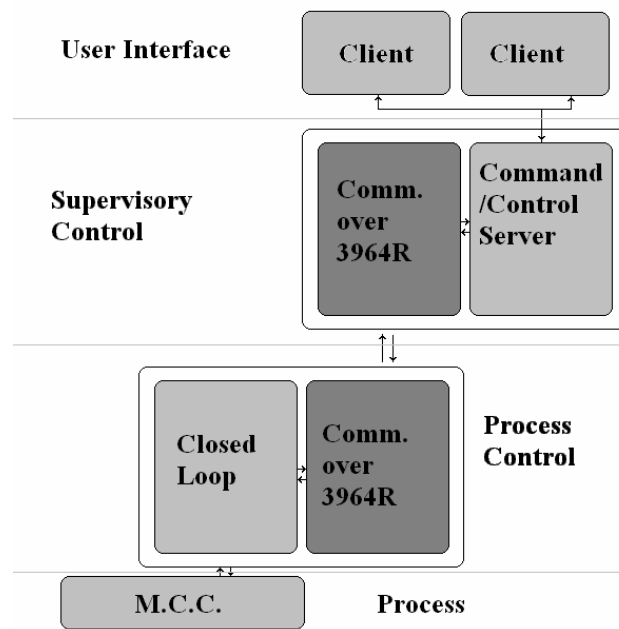 User Interface
Client
Client
Supervisory
Control
Comm.
over
3964R
Command
/Control
Server
Closed
Loop
Comm.
over
3964R
Process
Control
M.C.C.
Process